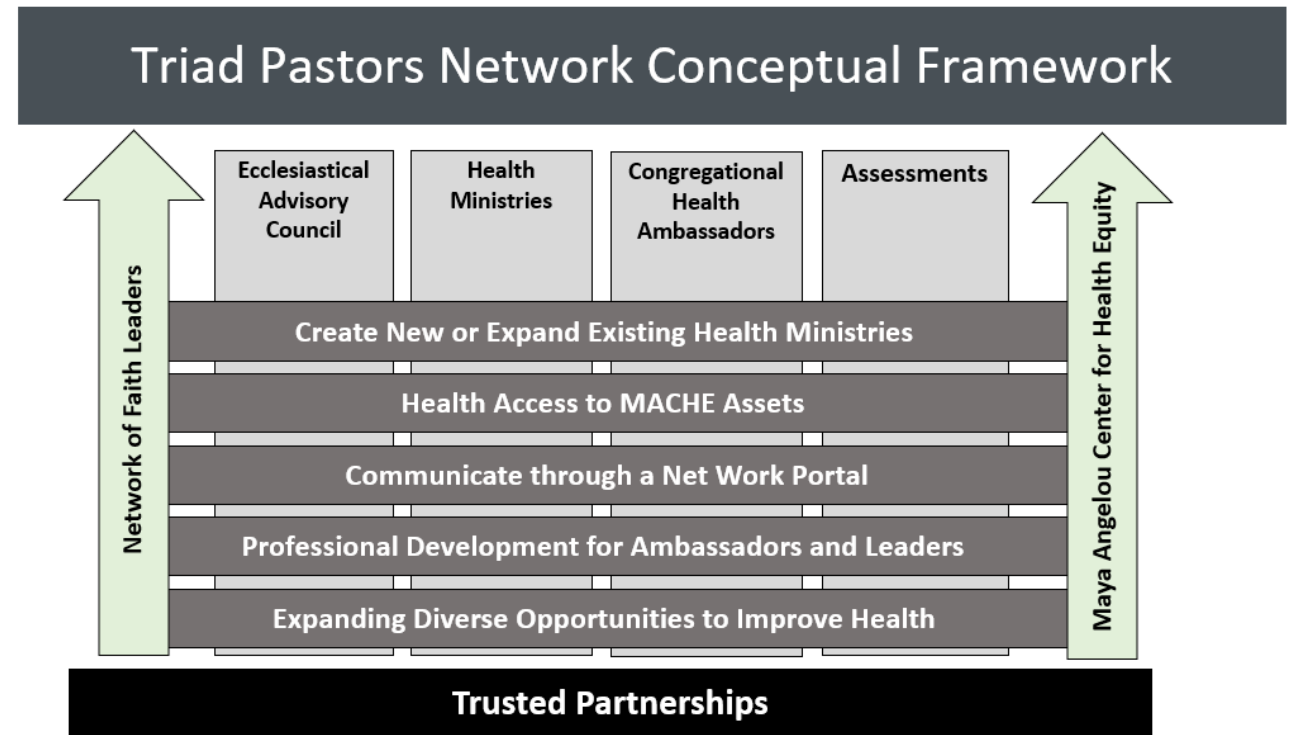 Triad Pastors Network Conceptual Framework
Network of Faith Leaders
Ecclesiastical
Advisory
Council
Health
Ministries
Congregational
Health
Ambassadors
Assessments
Maya Angelou Center for Health Equity
Create New or Expand Existing Health Ministries
Health Access to MACHE Assets
Communicate through a Net Work Portal
Professional Development for Ambassadors and Leaders
Expanding Diverse Opportunities to Improve Health
Trusted Partnerships